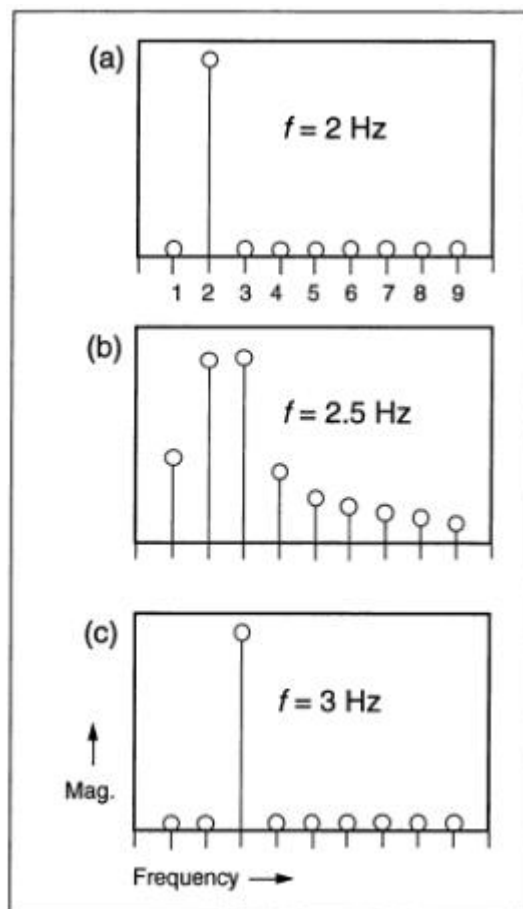 (a)
f = 2 Hz
1 2 3 4 5 6 7 8 9
(b)
f = 2.5 Hz
(c)
f = 3 Hz
Mag.
Frequency